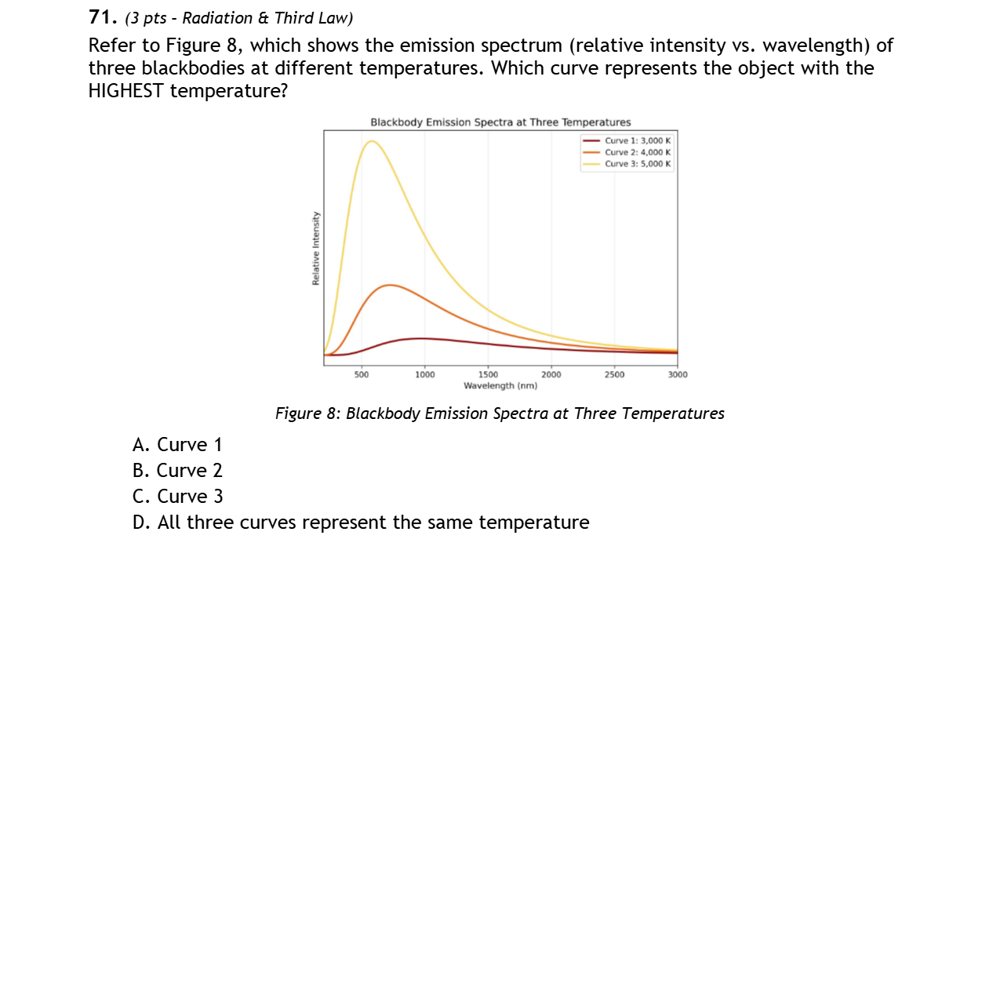 71. (3 pts - Radiation & Third Law)
Refer to Figure 8, which shows the emission spectrum (relative intensity vs. wavelength) of
three blackbodies at different temperatures. Which curve represents the object with the
HIGHEST temperature?
Blackbody Emission Spectra at Three Temperatures
Curve 1: 3,000 K
Curve 2: 4,000 K
Curve 3: 5,000 K
Relative Intensity
500 1000 1500 2000 2500 3000
Wavelength (nm)
Figure 8: Blackbody Emission Spectra at Three Temperatures
A. Curve 1
B. Curve 2
C. Curve 3
D. All three curves represent the same temperature